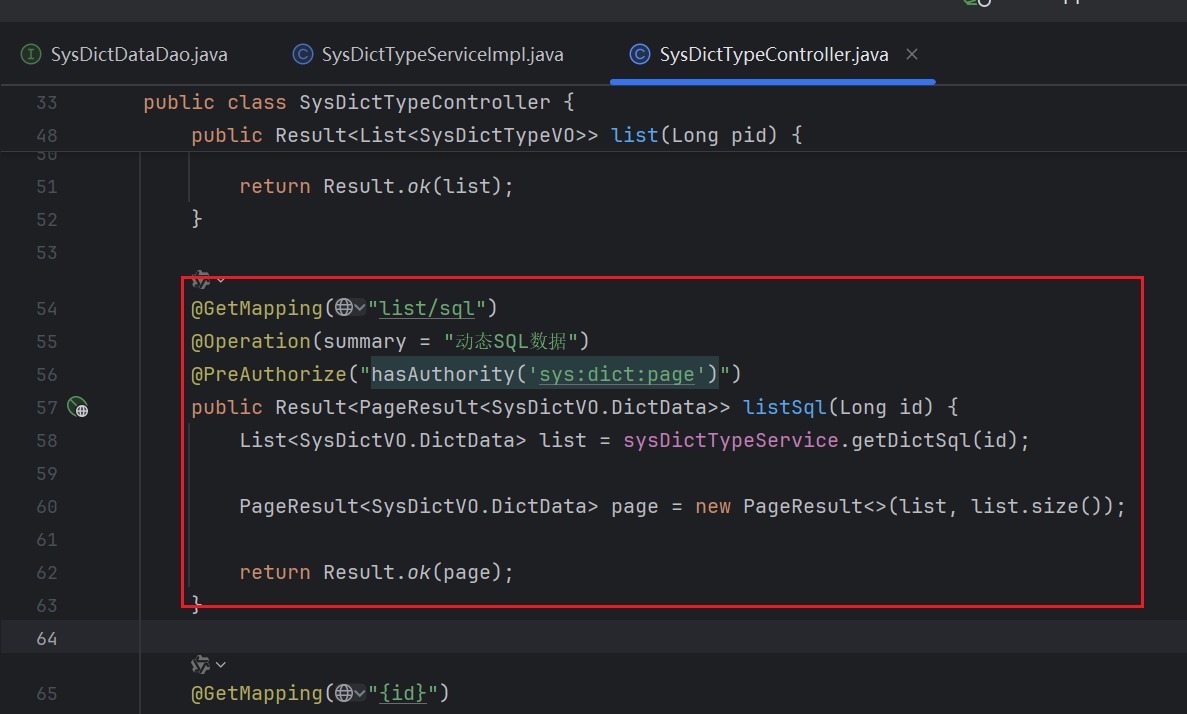 SysDictDataDao.java SysDictTypeServiceImpl.java SysDictTypeController.java
33 public class SysDictTypeController {
48 public Result<List<SysDictTypeVO>> list(Long pid) {
50
51 return Result.ok(list);
52 }
53
54 @GetMapping("list/sql")
55 @Operation(summary = "动态SQL数据")
56 @PreAuthorize("hasAuthority('sys:dict:page')")
57 public Result<PageResult<SysDictVO.DictData>> listSql(Long id) {
58 List<SysDictVO.DictData> list = sysDictTypeService.getDictSql(id);
59
60 PageResult<SysDictVO.DictData> page = new PageResult<>(list, list.size());
61
62 return Result.ok(page);
63 }
64
65 @GetMapping("{id}")